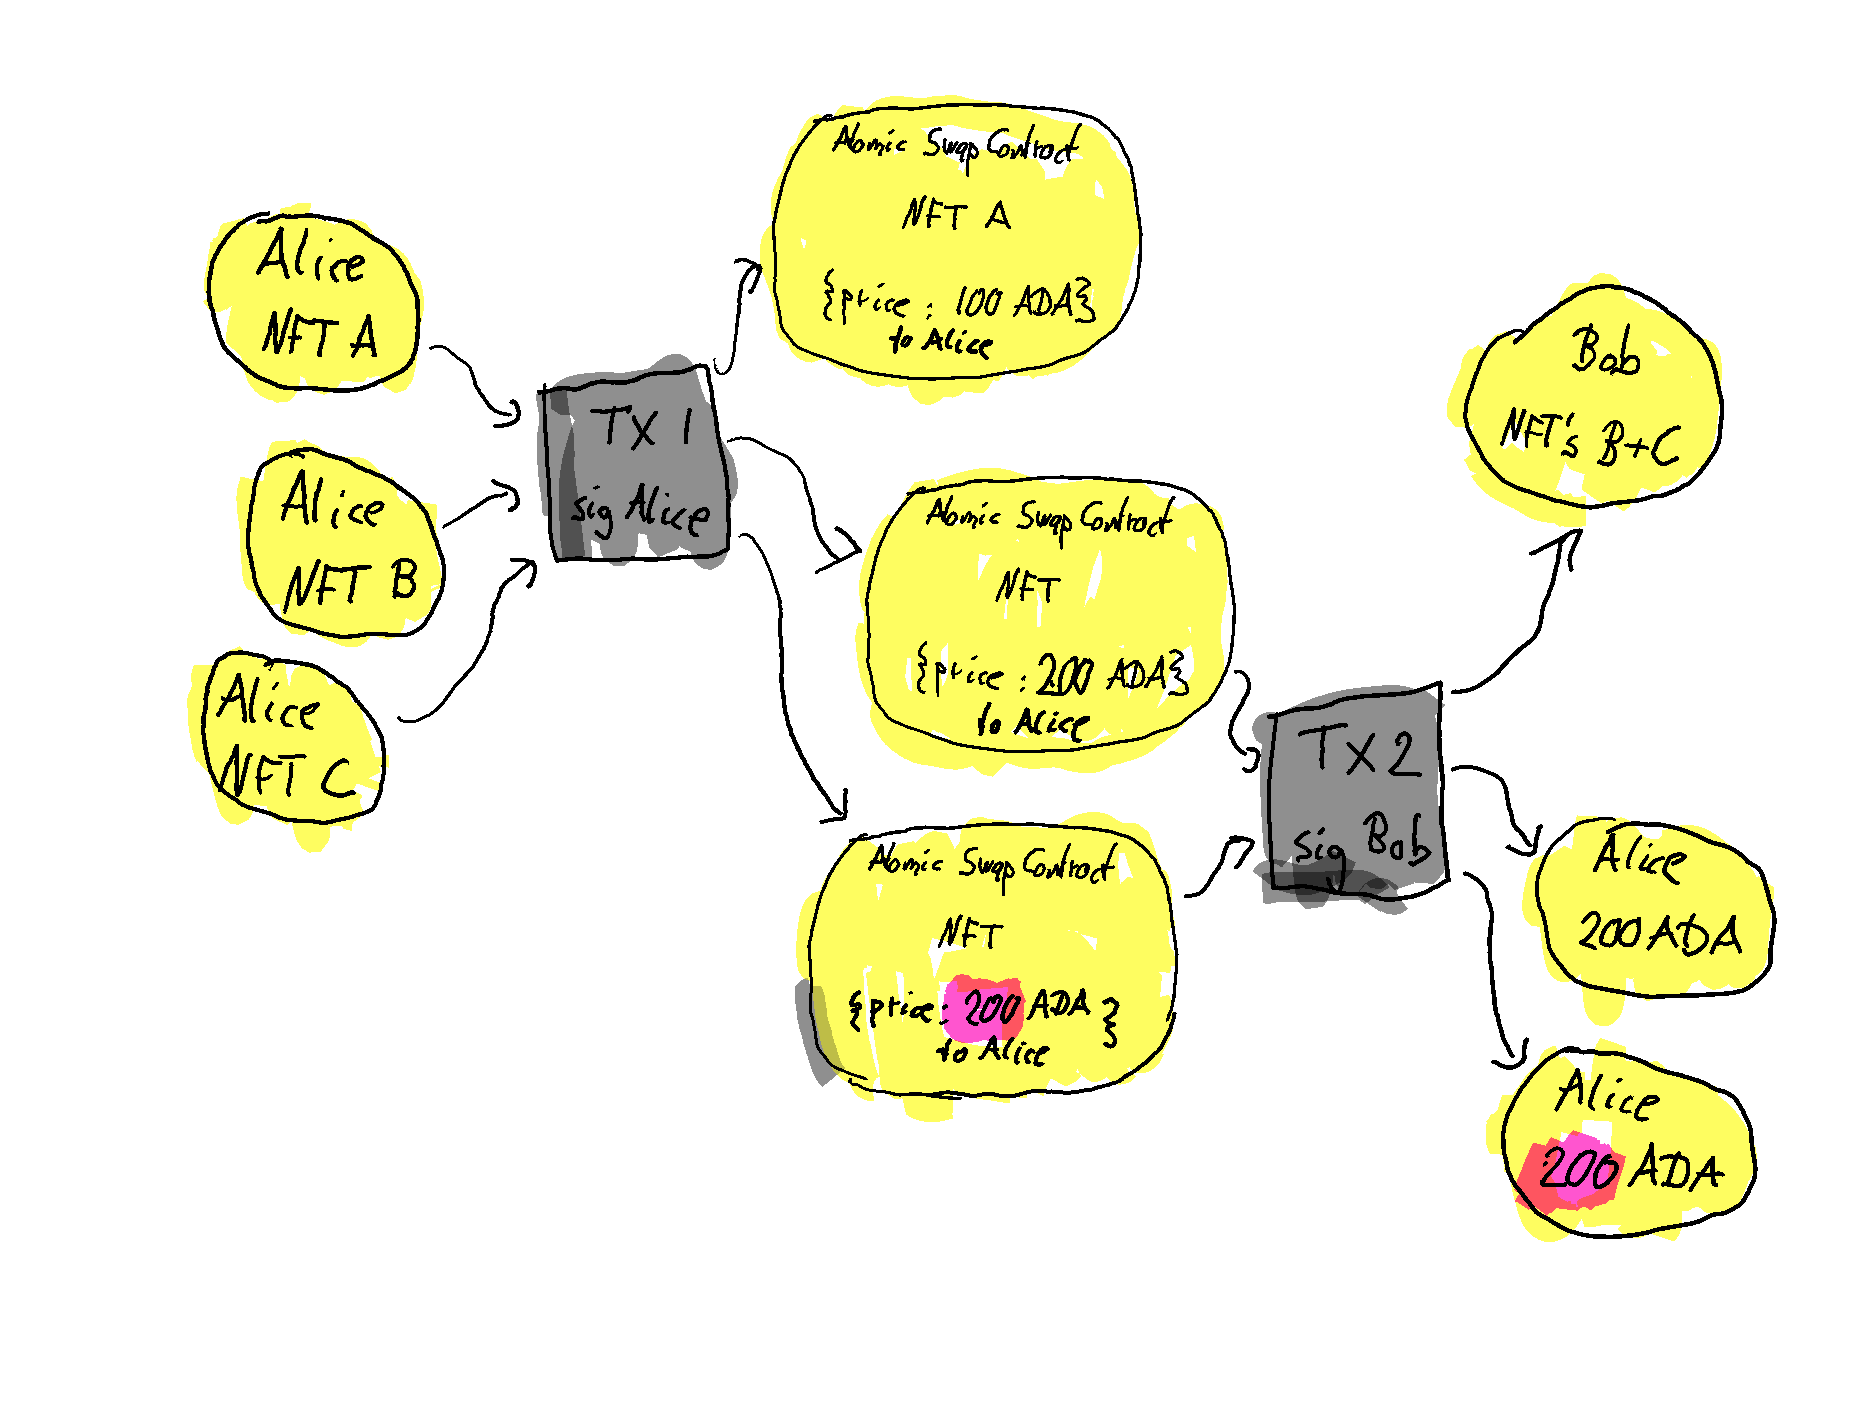 Alice
NFT A
Alice
NFT B
Alice
NFT C
TX 1
sig Alice
Atomic Swap Contract
NFT A
{price : 100 ADA}
to Alice
Atomic Swap Contract
NFT
{price : 200 ADA}
to Alice
Atomic Swap Contract
NFT
{price : 200 ADA }
to Alice
TX2
sig Bob
Bob
NFT's B+C
Alice
200 ADA
Alice
200 ADA